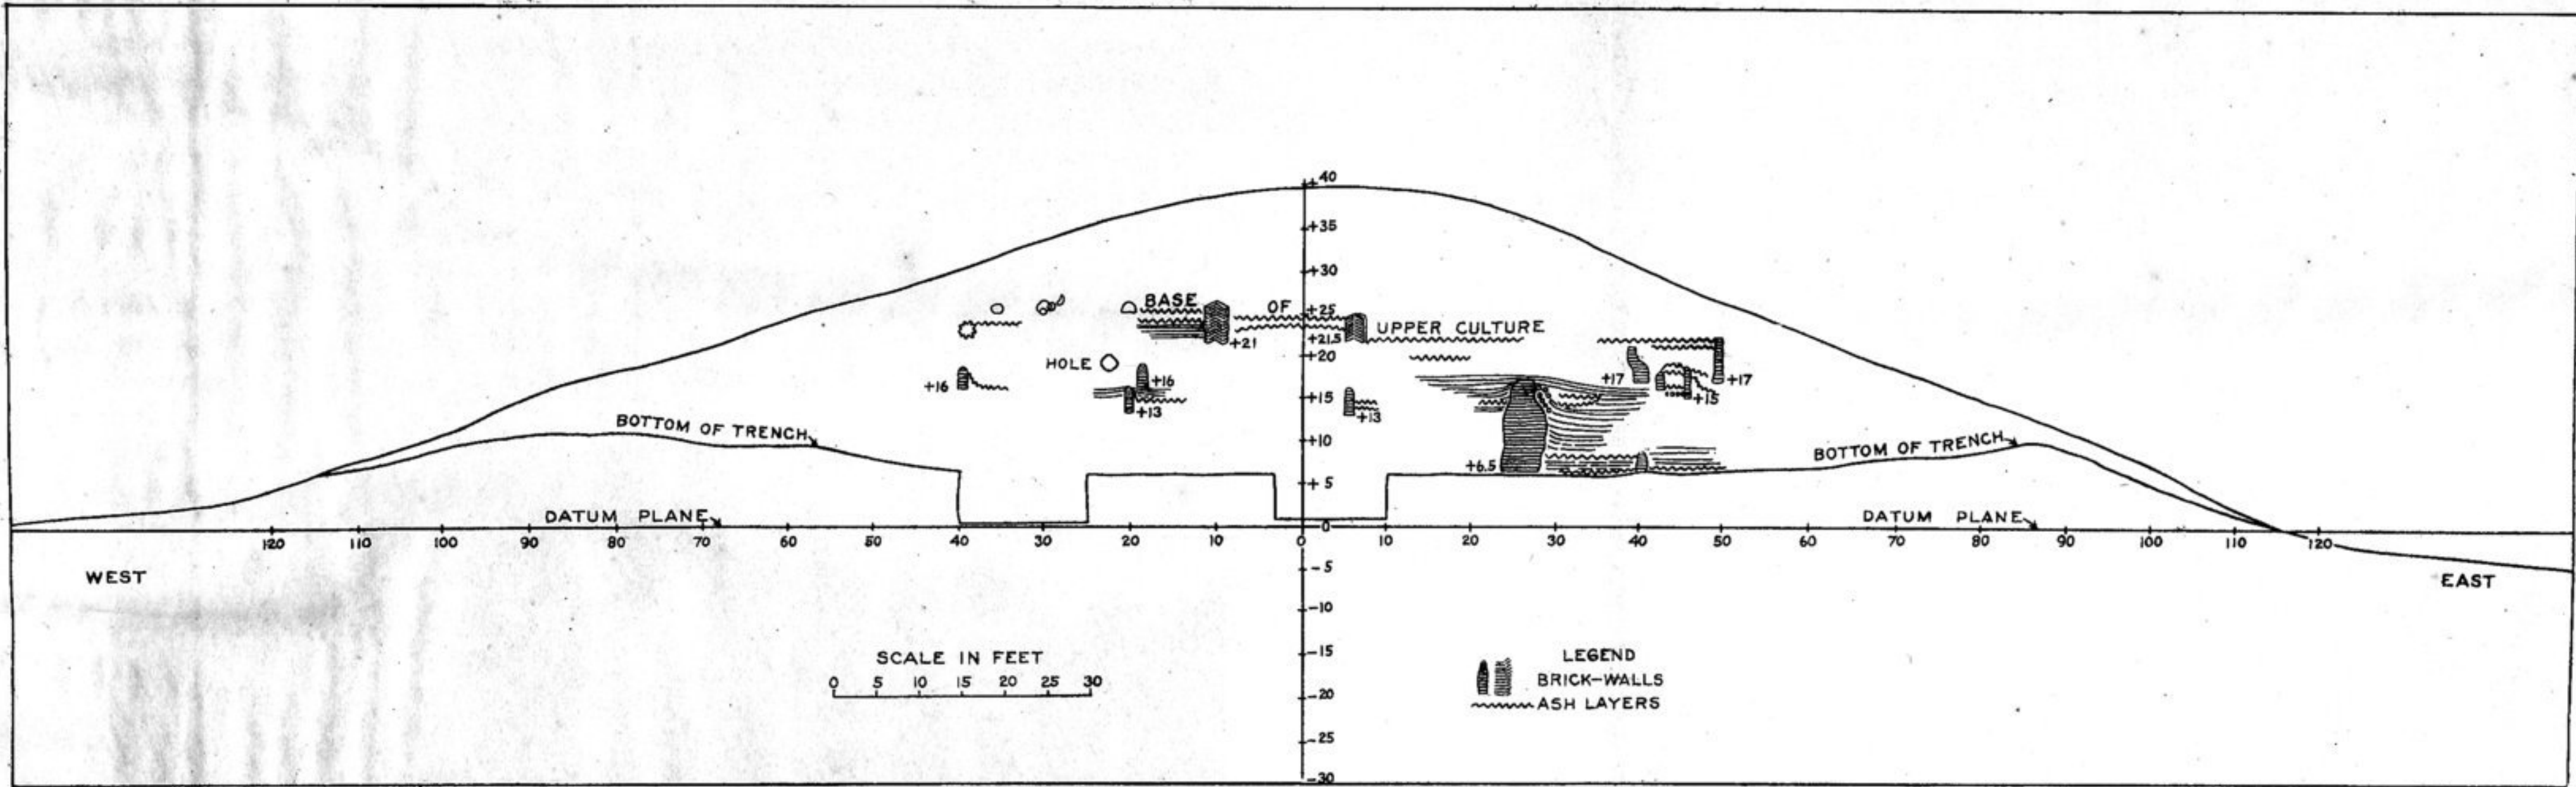 +40
+35
+30
BASE OF +25
+21 +21.5 UPPER CULTURE
HOLE +20
+16 +16 +17 +17
+15 +15
+13 +13
BOTTOM OF TRENCH +10 BOTTOM OF TRENCH
+6.5
+5
DATUM PLANE 0 DATUM PLANE
120 110 100 90 80 70 60 50 40 30 20 10 0 10 20 30 40 50 60 70 80 90 100 110 120
WEST -5 EAST
-10
-15
SCALE IN FEET
0 5 10 15 20 25 30
LEGEND
BRICK-WALLS
ASH LAYERS
-20
-25
-30